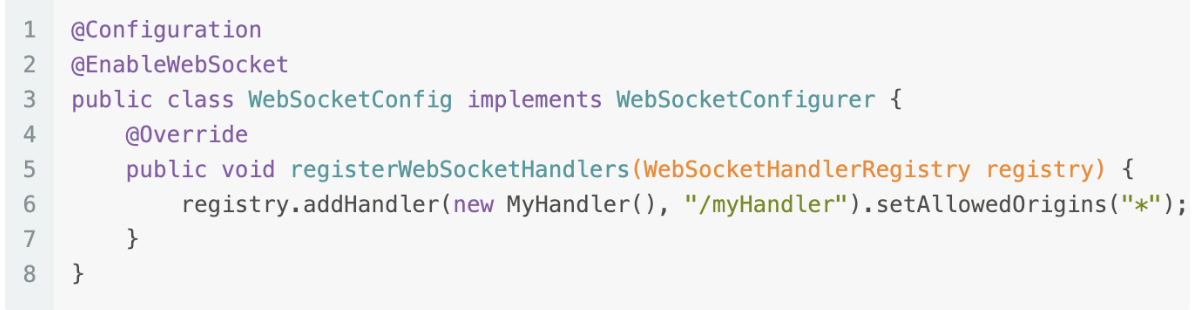 1 @Configuration
2 @EnableWebSocket
3 public class WebSocketConfig implements WebSocketConfigurer {
4     @Override
5     public void registerWebSocketHandlers(WebSocketHandlerRegistry registry) {
6         registry.addHandler(new MyHandler(), "/myHandler").setAllowedOrigins("*");
7     }
8 }